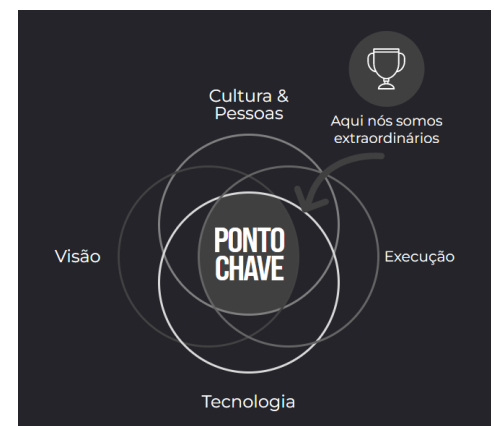 Cultura &
Pessoas
Aqui nós somos
extraordinários
Visão
PONTO
CHAVE
Execução
Tecnologia